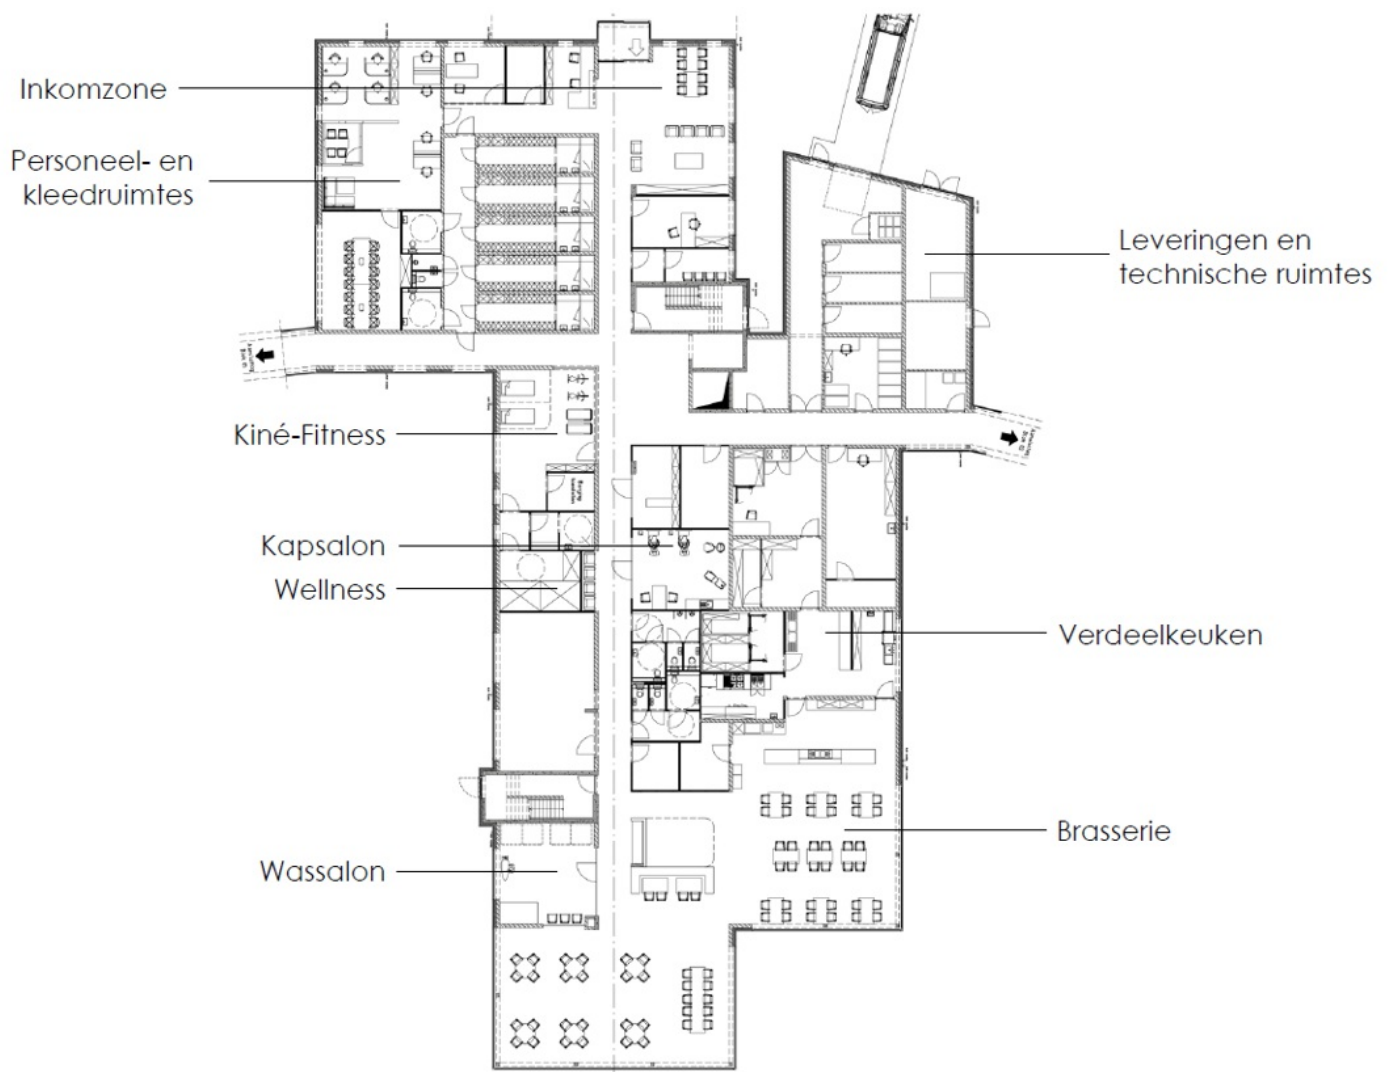 Inkomzone
Personeel- en
kleedruimtes
Leveringen en
technische ruimtes
Kiné-Fitness
Kapsalon
Wellness
Verdeelkeuken
Brasserie
Wassalon